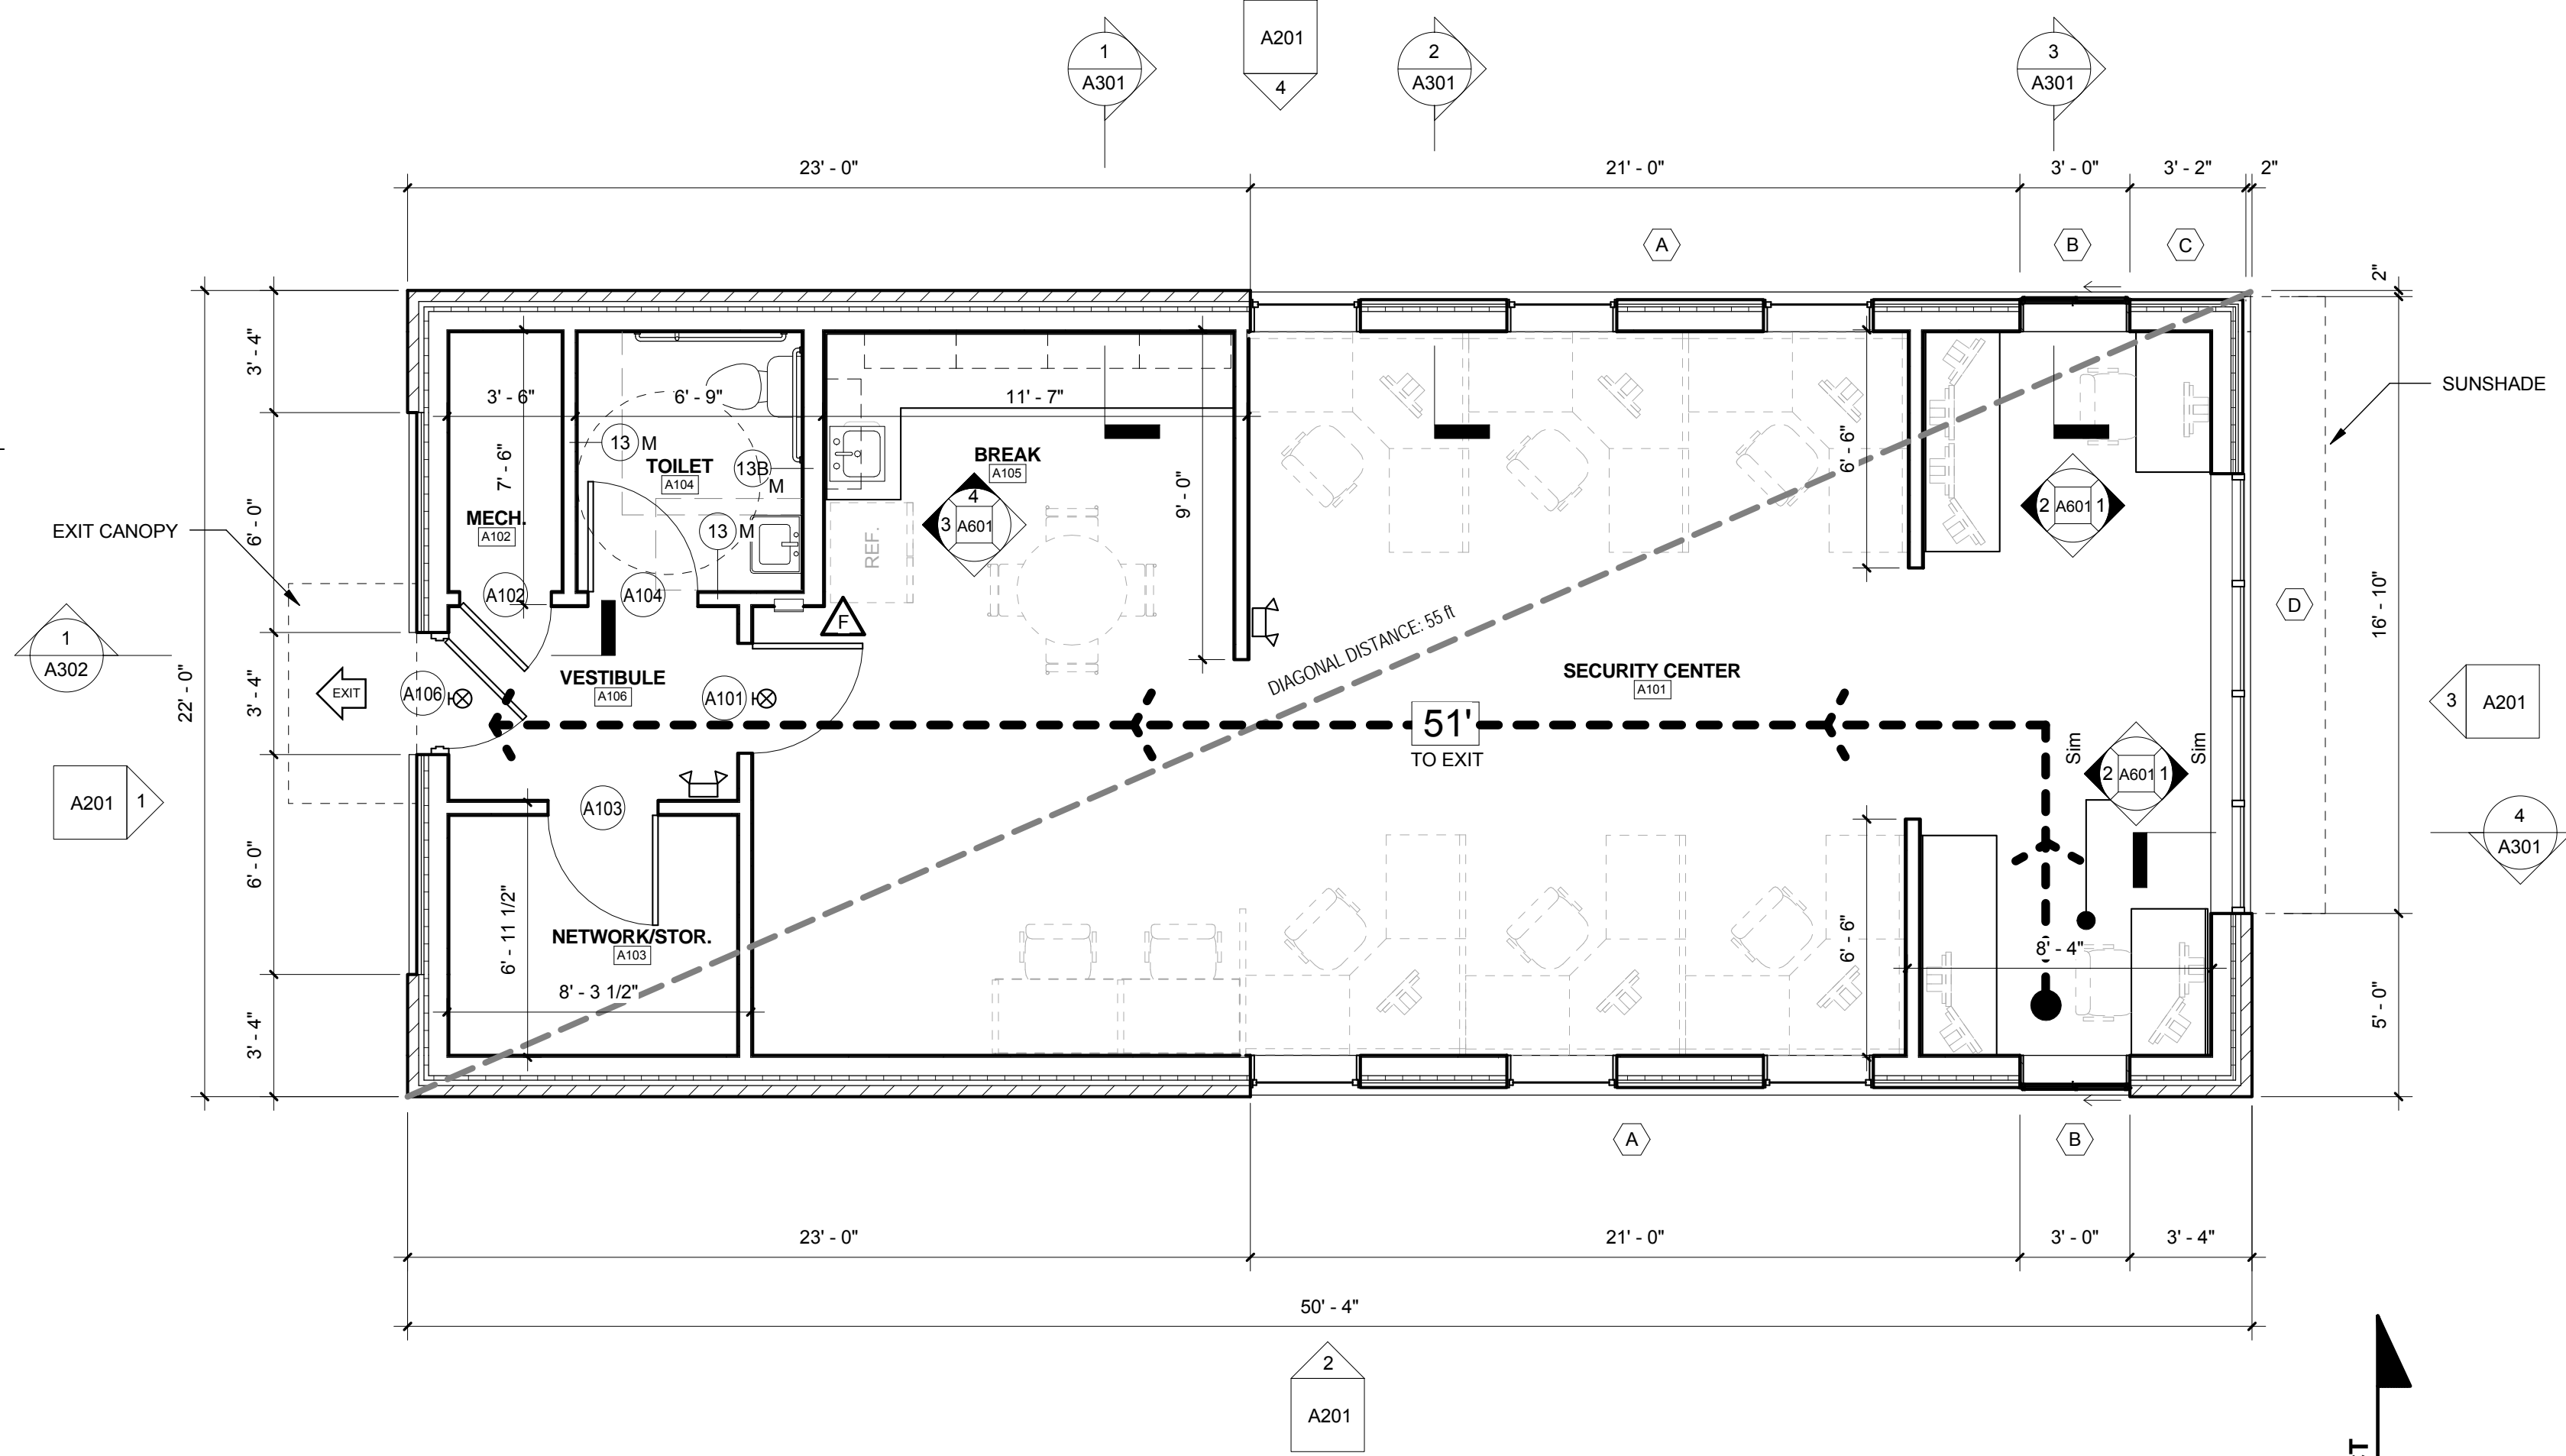 1
A301
A201
4
2
A301
3
A301
23' - 0"
21' - 0"
3' - 0"
3' - 2"
2"
A
B
C
2"
3' - 4"
SUNSHADE
3' - 6"
6' - 9"
11' - 7"
13
M
BREAK
A105
6' - 6"
TOILET
A104
13B
M
7' - 6"
9' - 0"
4
3
A601
2
A601
1
MECH.
A102
13
M
EXIT CANOPY
6' - 0"
REF.
A102
A104
D
16' - 10"
F
1
A302
DIAGONAL DISTANCE: 55 ft
22' - 0"
3' - 4"
EXIT
A106
VESTIBULE
A106
A101
SECURITY CENTER
A101
3
A201
51'
TO EXIT
Sim
Sim
2
A601
1
A201
1
A103
4
A301
6' - 0"
6' - 11 1/2"
NETWORK/STOR.
A103
6' - 6"
8' - 4"
8' - 3 1/2"
3' - 4"
5' - 0"
A
B
23' - 0"
21' - 0"
3' - 0"
3' - 4"
50' - 4"
2
A201